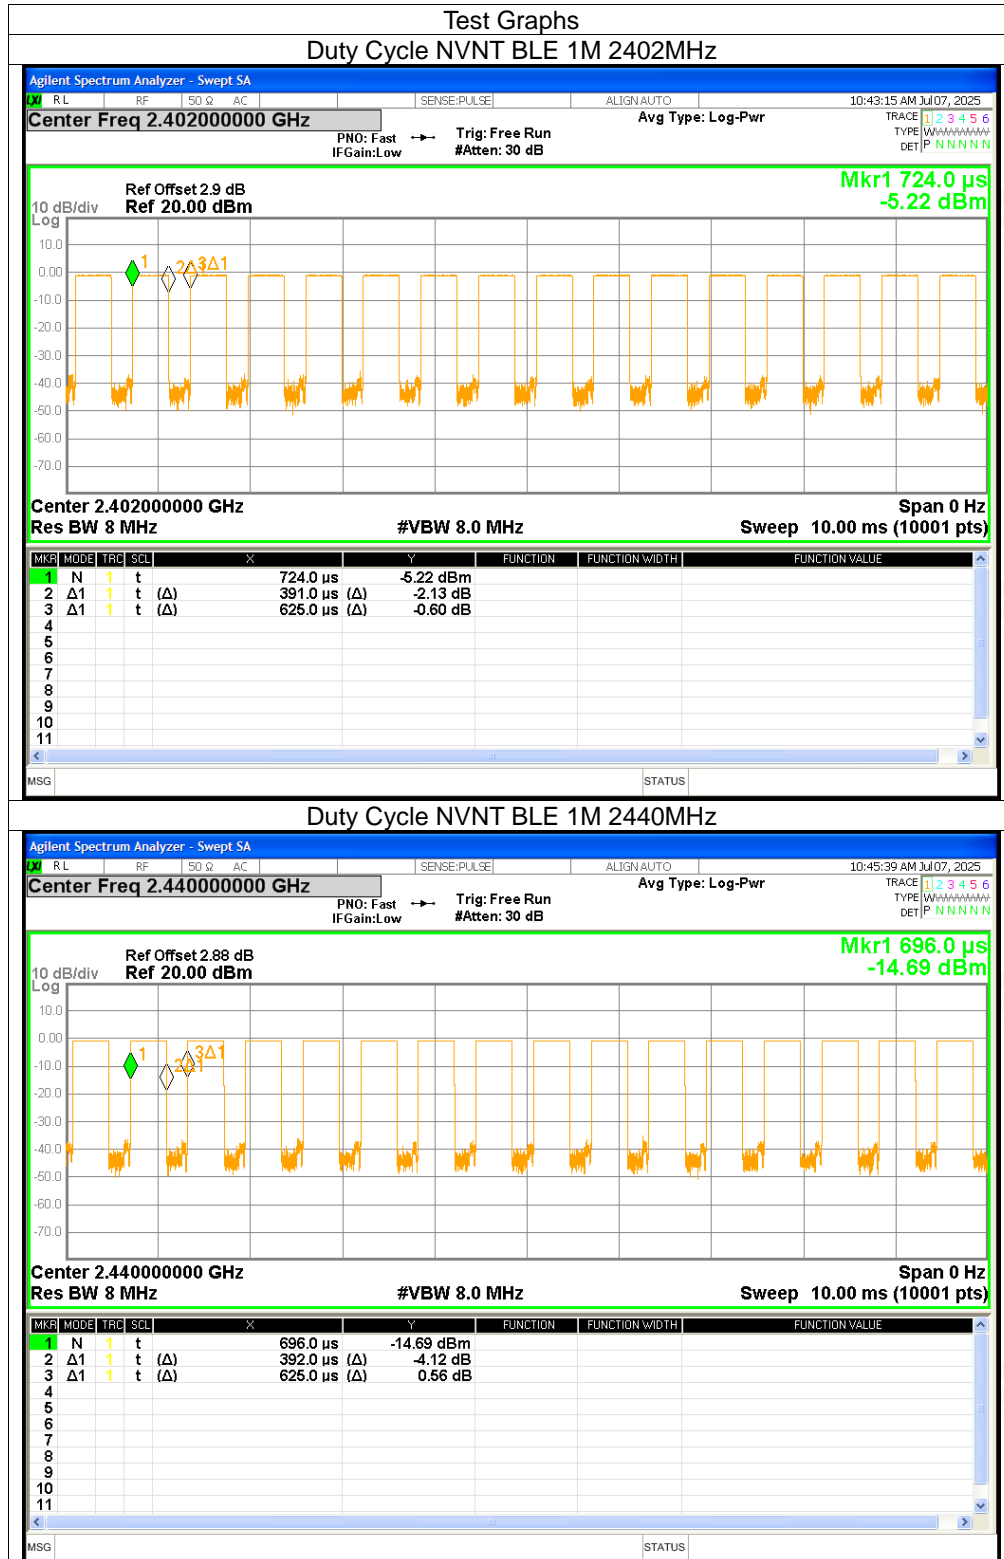 Test Graphs
Duty Cycle NVNT BLE 1M 2402MHz
Agilent Spectrum Analyzer - Swept SA
LXI RL RF 50 Ω AC SENSE:PULSE ALIGNAUTO 10:43:15 AM Jul 07, 2025
Center Freq 2.402000000 GHz Avg Type: Log-Pwr TRACE 1 2 3 4 5 6
PNO: Fast Trig: Free Run TYPE W
IFGain:Low #Atten: 30 dB DET P N N N N N
Mkr1 724.0 µs
Ref Offset 2.9 dB -5.22 dBm
10 dB/div Ref 20.00 dBm
Log
10.0
1 2Δ1 3Δ1
0.00
-10.0
-20.0
-30.0
-40.0
-50.0
-60.0
-70.0
Center 2.402000000 GHz Span 0 Hz
Res BW 8 MHz #VBW 8.0 MHz Sweep 10.00 ms (10001 pts)
MKR MODE TRC SCL X Y FUNCTION FUNCTION WIDTH FUNCTION VALUE
1 N 1 t 724.0 µs -5.22 dBm
2 Δ1 1 t (Δ) 391.0 µs (Δ) -2.13 dB
3 Δ1 1 t (Δ) 625.0 µs (Δ) -0.60 dB
4
5
6
7
8
9
10
11
MSG STATUS
Duty Cycle NVNT BLE 1M 2440MHz
Agilent Spectrum Analyzer - Swept SA
LXI RL RF 50 Ω AC SENSE:PULSE ALIGNAUTO 10:45:39 AM Jul 07, 2025
Center Freq 2.440000000 GHz Avg Type: Log-Pwr TRACE 1 2 3 4 5 6
PNO: Fast Trig: Free Run TYPE W
IFGain:Low #Atten: 30 dB DET P N N N N N
Mkr1 696.0 µs
Ref Offset 2.88 dB -14.69 dBm
10 dB/div Ref 20.00 dBm
Log
10.0
0.00
1 2Δ1 3Δ1
-10.0
-20.0
-30.0
-40.0
-50.0
-60.0
-70.0
Center 2.440000000 GHz Span 0 Hz
Res BW 8 MHz #VBW 8.0 MHz Sweep 10.00 ms (10001 pts)
MKR MODE TRC SCL X Y FUNCTION FUNCTION WIDTH FUNCTION VALUE
1 N 1 t 696.0 µs -14.69 dBm
2 Δ1 1 t (Δ) 392.0 µs (Δ) -4.12 dB
3 Δ1 1 t (Δ) 625.0 µs (Δ) 0.56 dB
4
5
6
7
8
9
10
11
MSG STATUS